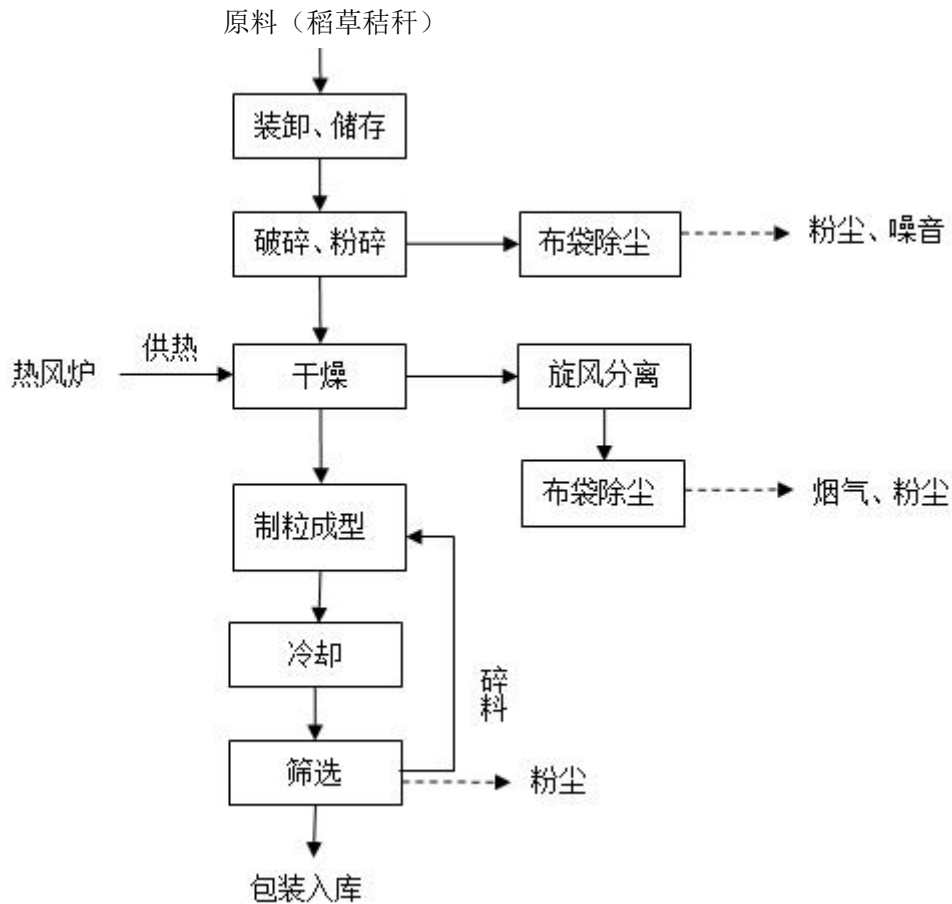 原料（稻草秸秆）
装卸、储存
破碎、粉碎
布袋除尘
粉尘、噪音
热风炉
供热
干燥
旋风分离
布袋除尘
烟气、粉尘
制粒成型
冷却
碎
料
筛选
粉尘
包装入库